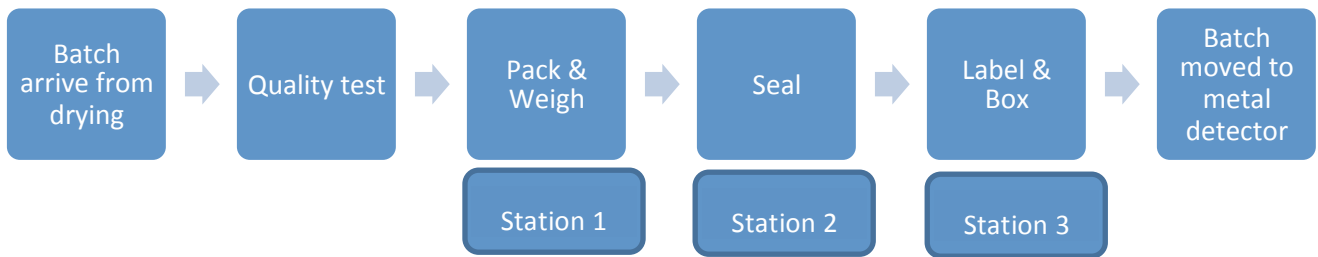 Batch
arrive from
drying
Quality test
Pack &
Weigh
Seal
Label &
Box
Batch
moved to
metal
detector
Station 1
Station 2
Station 3